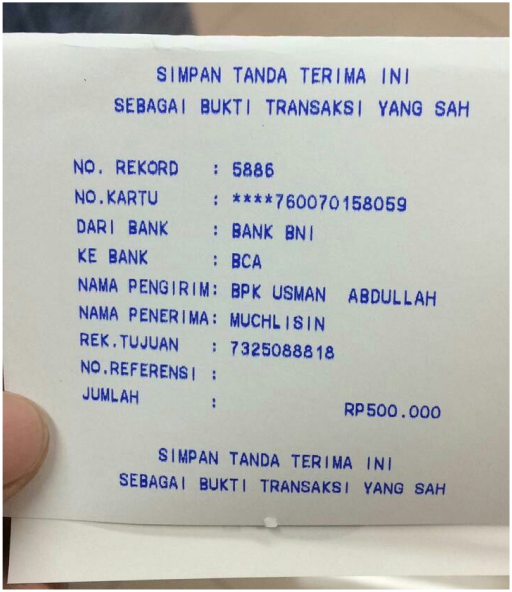 SIMPAN TANDA TERIMA INI
SEBAGAI BUKTI TRANSAKSI YANG SAH
NO. REKORD : 5886
NO.KARTU : ****760070158059
DARI BANK : BANK BNI
KE BANK : BCA
NAMA PENGIRIM: BPK USMAN ABDULLAH
NAMA PENERIMA: MUCHLISIN
REK.TUJUAN : 7325088818
NO.REFERENSI :
JUMLAH : RP500.000
SIMPAN TANDA TERIMA INI
SEBAGAI BUKTI TRANSAKSI YANG SAH